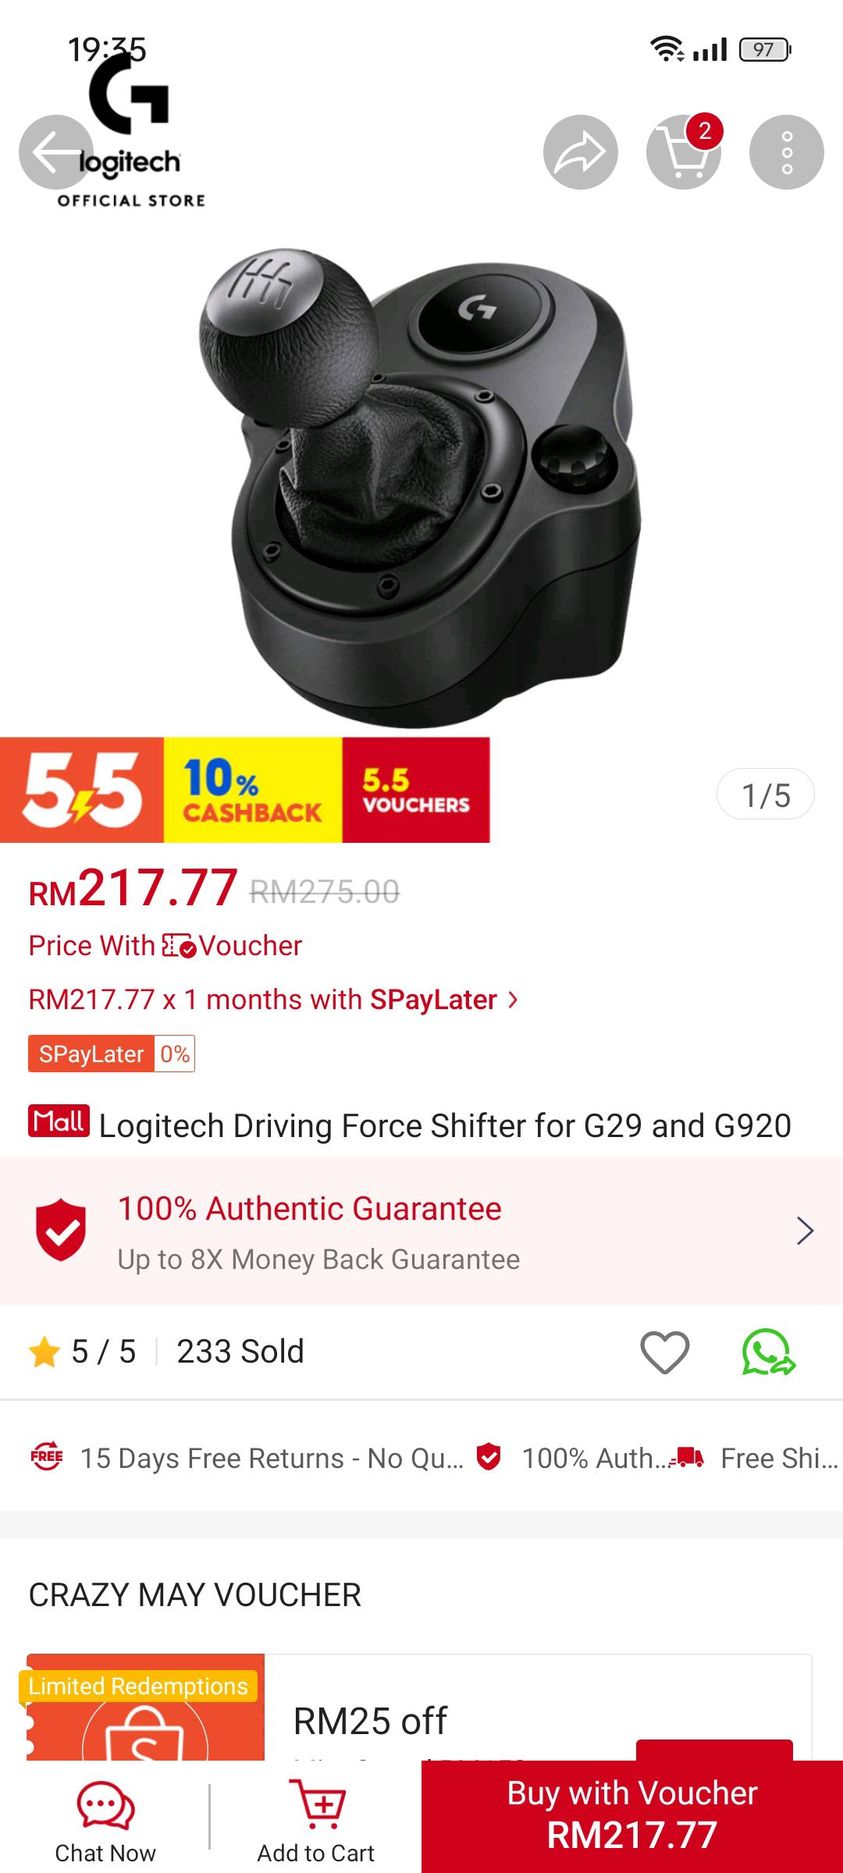 19:35
97
logitech
OFFICIAL STORE
2
5.5
10%
CASHBACK
5.5
VOUCHERS
1/5
RM217.77 RM275.00
Price With Voucher
RM217.77 x 1 months with SPayLater >
SPayLater 0%
Mall Logitech Driving Force Shifter for G29 and G920
100% Authentic Guarantee
Up to 8X Money Back Guarantee
5 / 5 233 Sold
FREE 15 Days Free Returns - No Qu... 100% Auth... Free Shi...
CRAZY MAY VOUCHER
Limited Redemptions
RM25 off
Buy with Voucher
RM217.77
Chat Now
Add to Cart